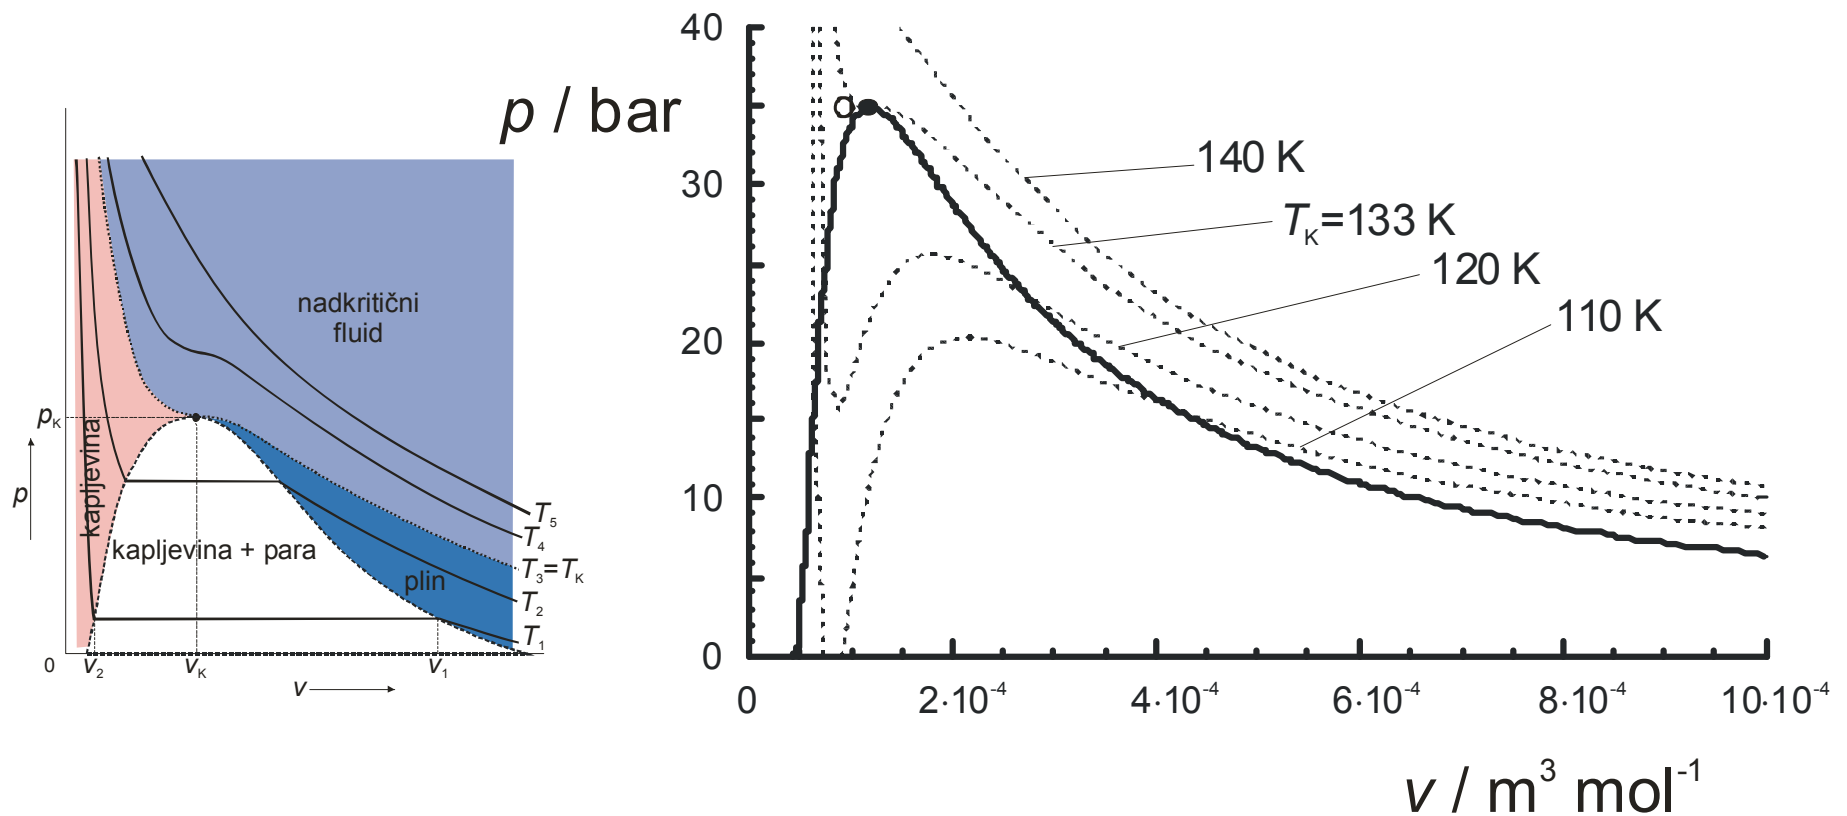 nadkritični
fluid
p_K
kapljevina
p
kapljevina + para
plin
T_5
T_4
T_3=T_K
T_2
T_1
0
v_2
v_K
v_1
v
p / bar
40
30
20
10
0
140 K
T_K=133 K
120 K
110 K
0
2·10^-4
4·10^-4
6·10^-4
8·10^-4
10·10^-4
v / m^3 mol^-1